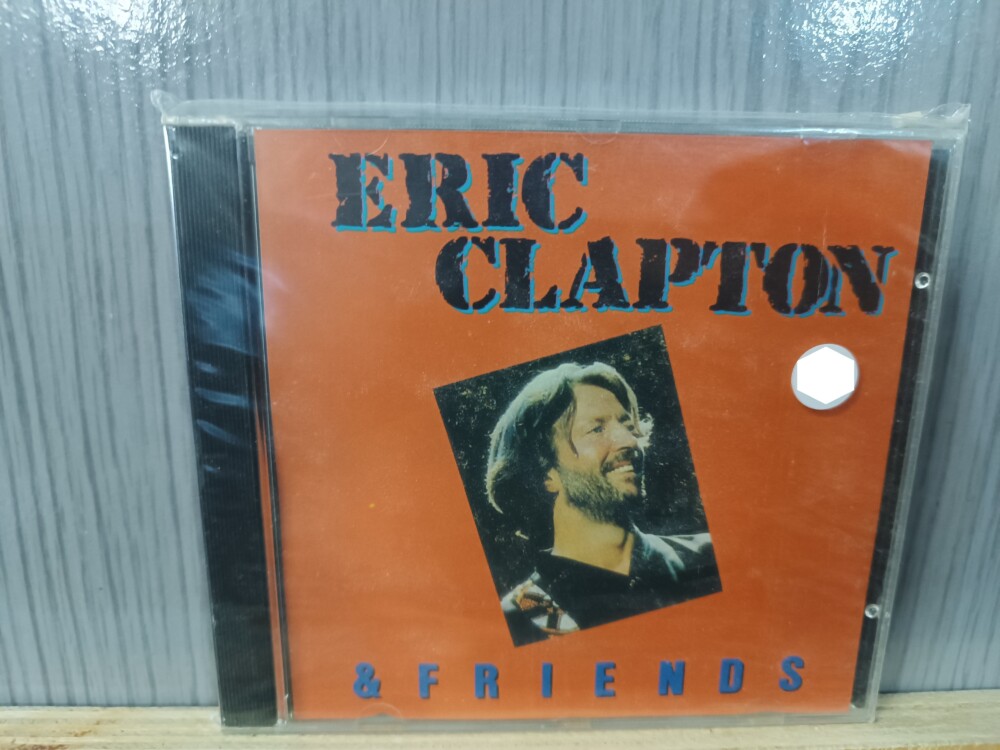 ERIC
CLAPTON
& FRIENDS